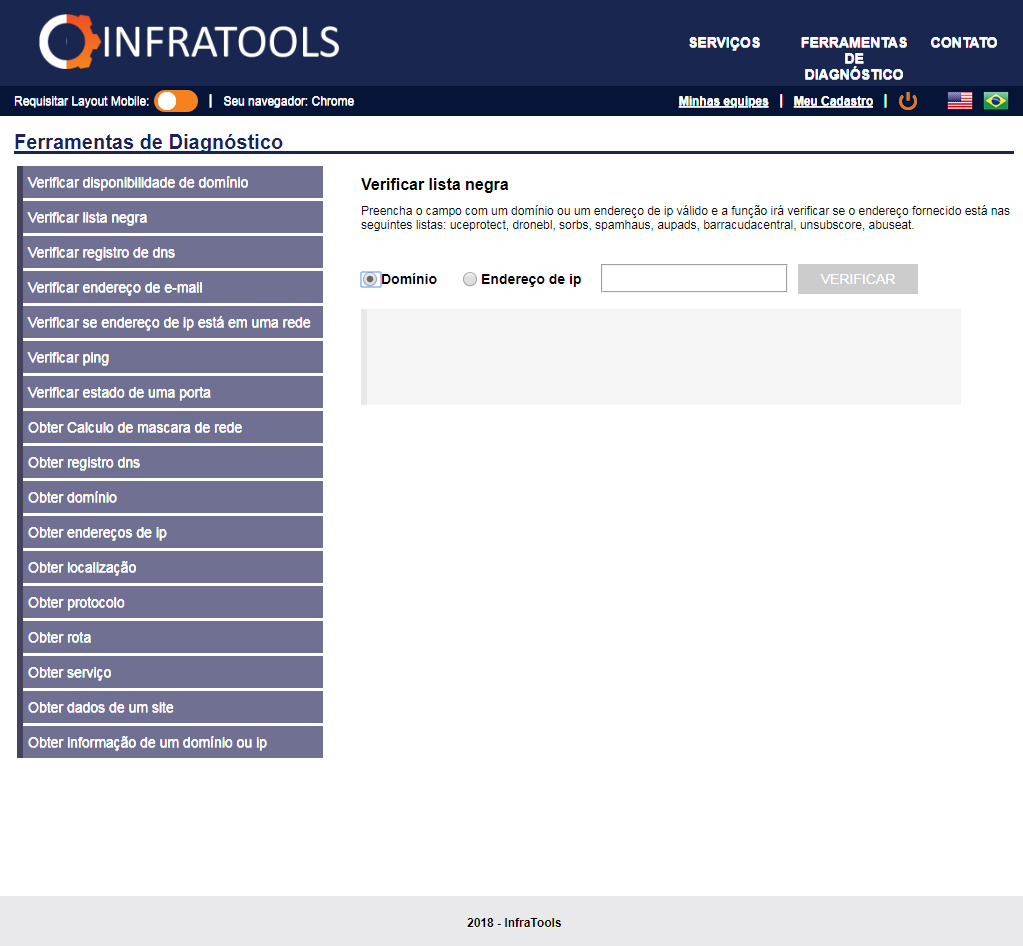 INFRATOOLS
SERVIÇOS
FERRAMENTAS
DE
DIAGNÓSTICO
CONTATO
Requisitar Layout Mobile:
|
Seu navegador: Chrome
Minhas equipes | Meu Cadastro |
Ferramentas de Diagnóstico
Verificar disponibilidade de domínio
Verificar lista negra
Verificar registro de dns
Verificar endereço de e-mail
Verificar se endereço de ip está em uma rede
Verificar ping
Verificar estado de uma porta
Obter Calculo de mascara de rede
Obter registro dns
Obter domínio
Obter endereços de ip
Obter localização
Obter protocolo
Obter rota
Obter serviço
Obter dados de um site
Obter informação de um domínio ou ip
Verificar lista negra
Preencha o campo com um domínio ou um endereço de ip válido e a função irá verificar se o endereço fornecido está nas
seguintes listas: uceprotect, dronebl, sorbs, spamhaus, aupads, barracudacentral, unsubscore, abuseat.
Domínio
Endereço de ip
VERIFICAR
2018 - InfraTools